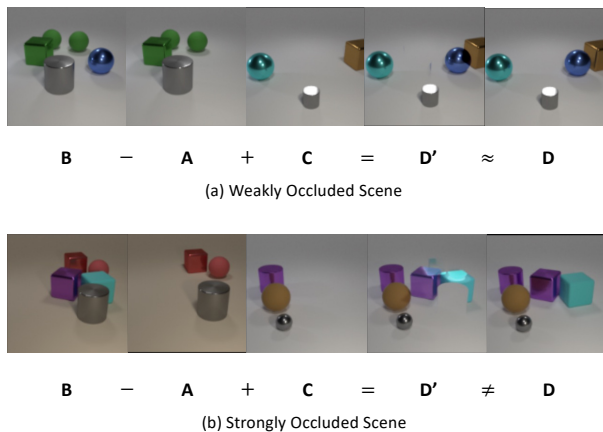 B − A + C = D’ ≈ D
(a) Weakly Occluded Scene
B − A + C = D’ ≠ D
(b) Strongly Occluded Scene